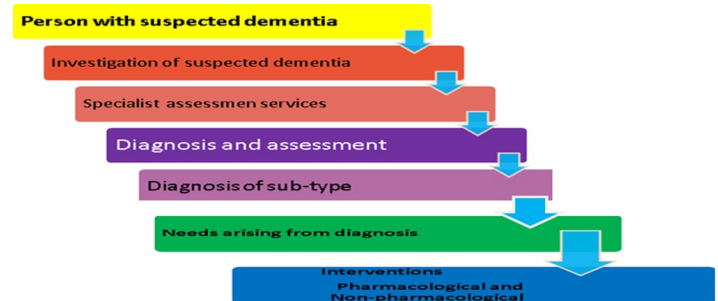 Person with suspected dementia
Investigation of suspected dementia
Specialist assessmen services
Diagnosis and assessment
Diagnosis of sub-type
Needs arising from diagnosis
Interventions
Pharmacological and
Non-pharmacological